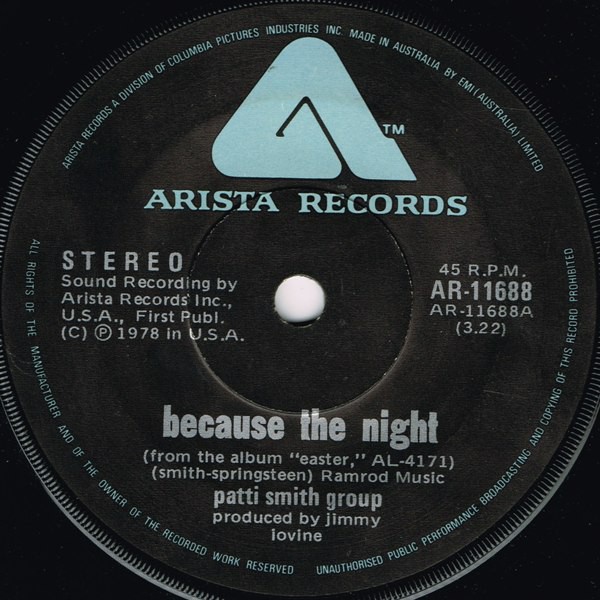 ARISTA RECORDS A DIVISION OF COLUMBIA PICTURES INDUSTRIES INC. MADE IN AUSTRALIA BY EMI (AUSTRALIA) LIMITED
TM
ARISTA RECORDS
STEREO
Sound Recording by
Arista Records Inc.,
U.S.A., First Publ.
(C) Ⓟ 1978 in U.S.A.
45 R.P.M.
AR-11688
AR-11688A
(3.22)
because the night
(from the album "easter," AL-4171)
(smith-springsteen) Ramrod Music
patti smith group
produced by jimmy
iovine
ALL RIGHTS OF THE MANUFACTURER AND OF THE OWNER OF THE RECORDED WORK RESERVED
UNAUTHORISED PUBLIC PERFORMANCE BROADCASTING AND COPYING OF THIS RECORD PROHIBITED